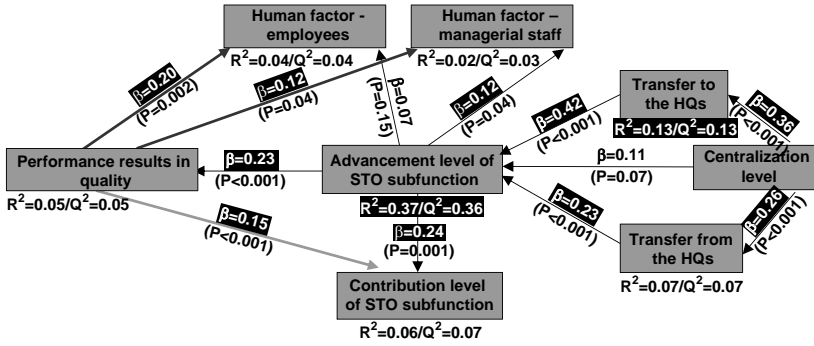 Human factor -
employees
R²=0.04/Q²=0.04
Human factor –
managerial staff
R²=0.02/Q²=0.03
β=0.20
(P=0.002)
β=0.12
(P=0.04)
β=0.07
(P=0.15)
β=0.12
(P=0.04)
Transfer to
the HQs
R²=0.13/Q²=0.13
β=0.42
(P<0.001)
β=0.36
(P<0.001)
Performance results in
quality
R²=0.05/Q²=0.05
β=0.23
(P<0.001)
Advancement level of
STO subfunction
R²=0.37/Q²=0.36
β=0.11
(P=0.07)
Centralization
level
β=0.15
(P<0.001)
β=0.24
(P=0.001)
β=0.23
(P<0.001)
β=0.26
(P<0.001)
Transfer from
the HQs
R²=0.07/Q²=0.07
Contribution level
of STO subfunction
R²=0.06/Q²=0.07